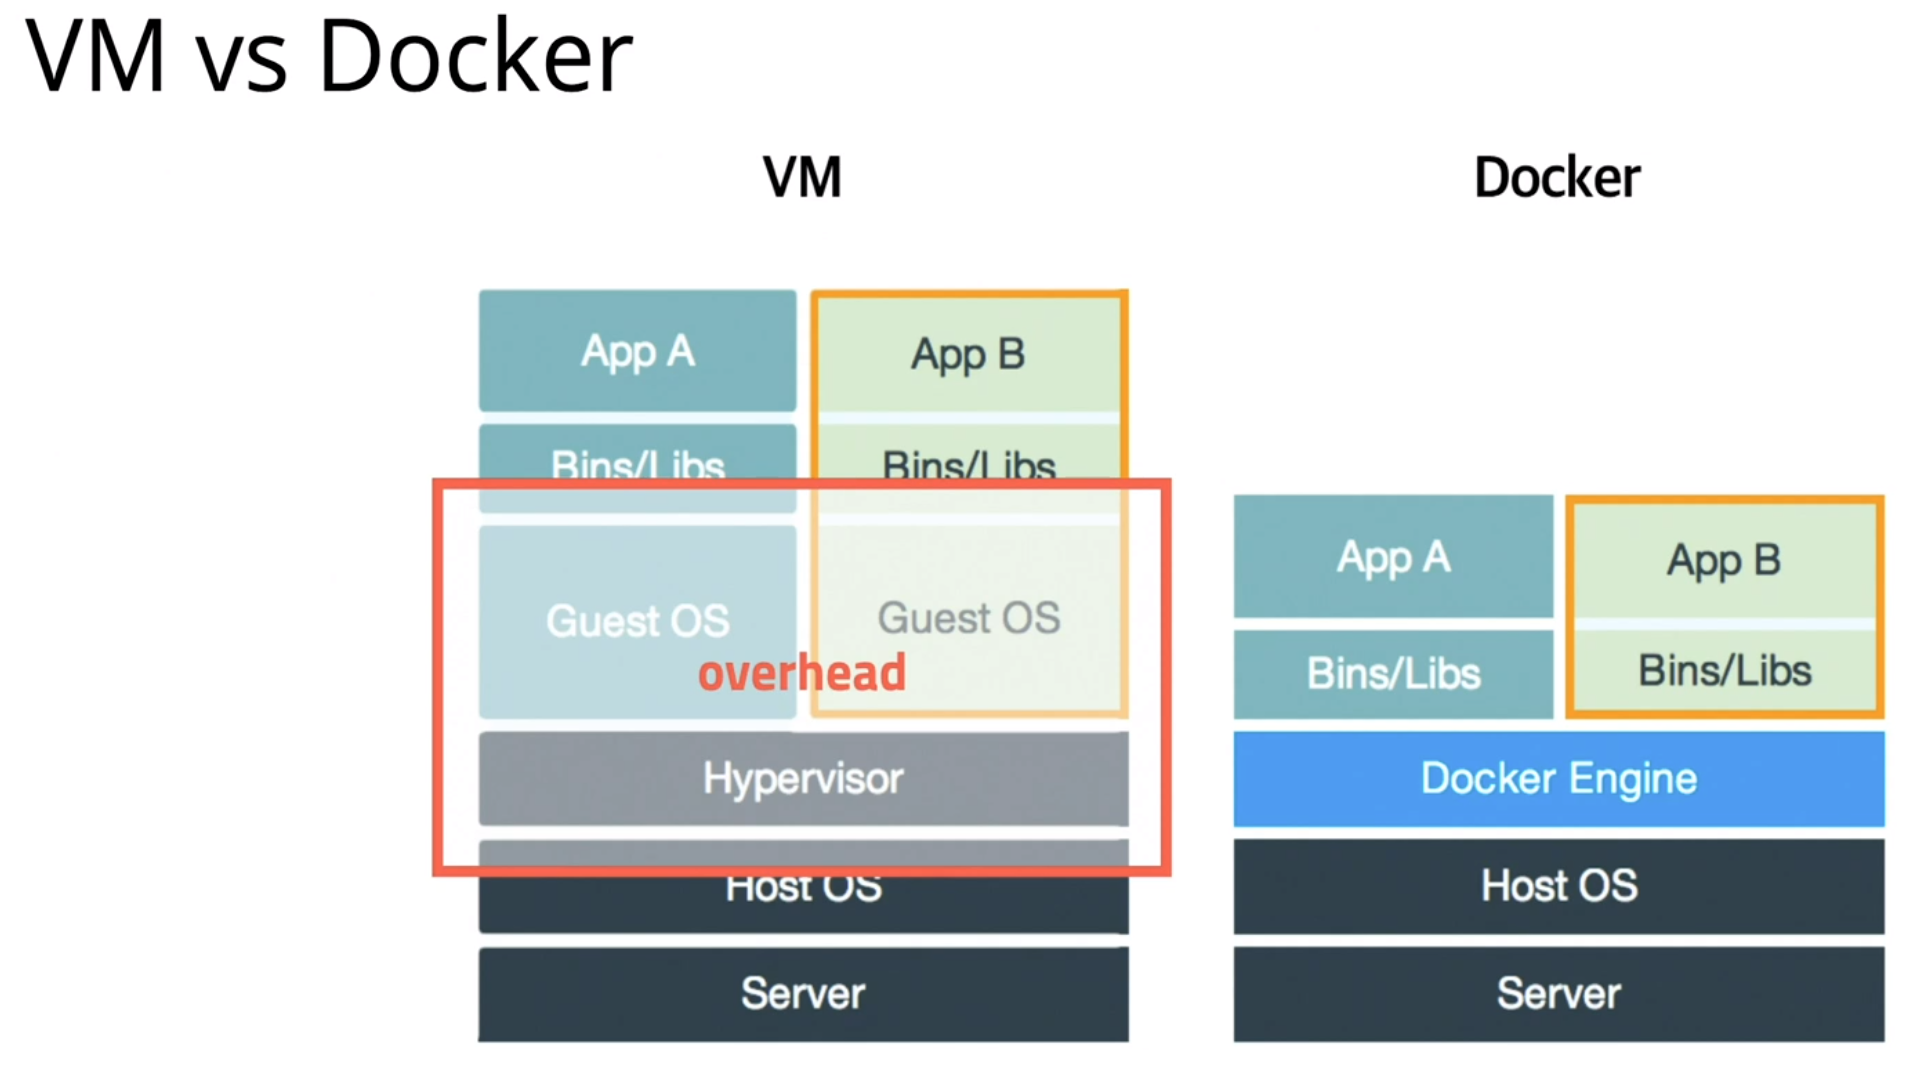 VM vs Docker
VM
App A
App B
Bins/Libs
Bins/Libs
Guest OS
Guest OS
overhead
Hypervisor
Host OS
Server
Docker
App A
App B
Bins/Libs
Bins/Libs
Docker Engine
Host OS
Server